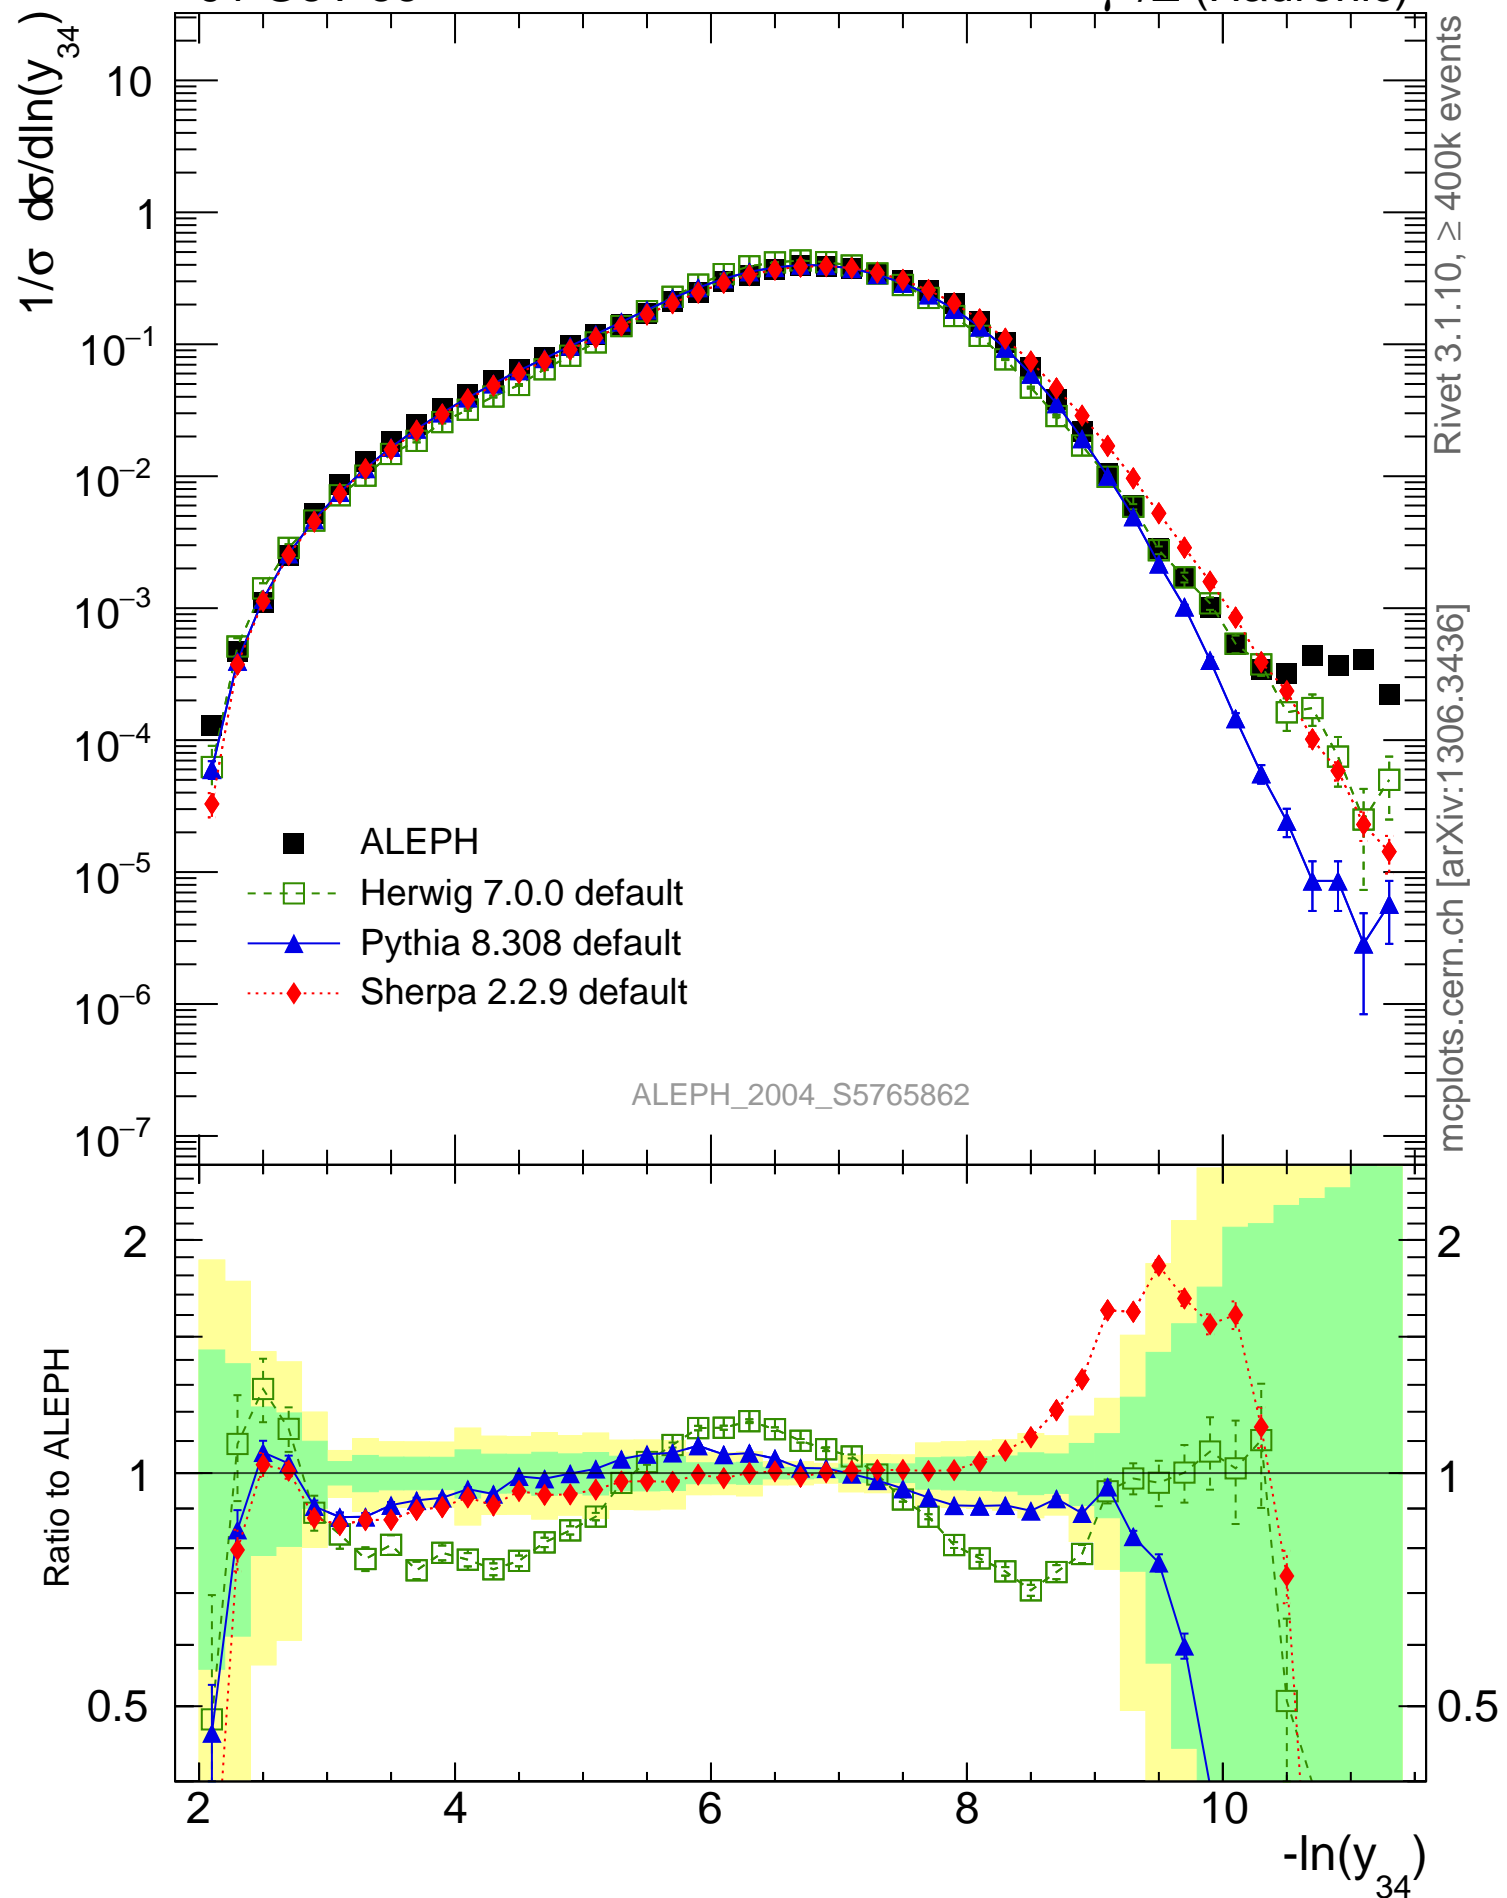 1/σ dσ/dln(y_34)
10
1
10^−1
10^−2
10^−3
10^−4
10^−5
10^−6
10^−7
ALEPH
Herwig 7.0.0 default
Pythia 8.308 default
Sherpa 2.2.9 default
ALEPH_2004_S5765862
Rivet 3.1.10, ≥ 400k events
mcplots.cern.ch [arXiv:1306.3436]
Ratio to ALEPH
2
1
0.5
2
1
0.5
2 4 6 8 10
-ln(y_34)